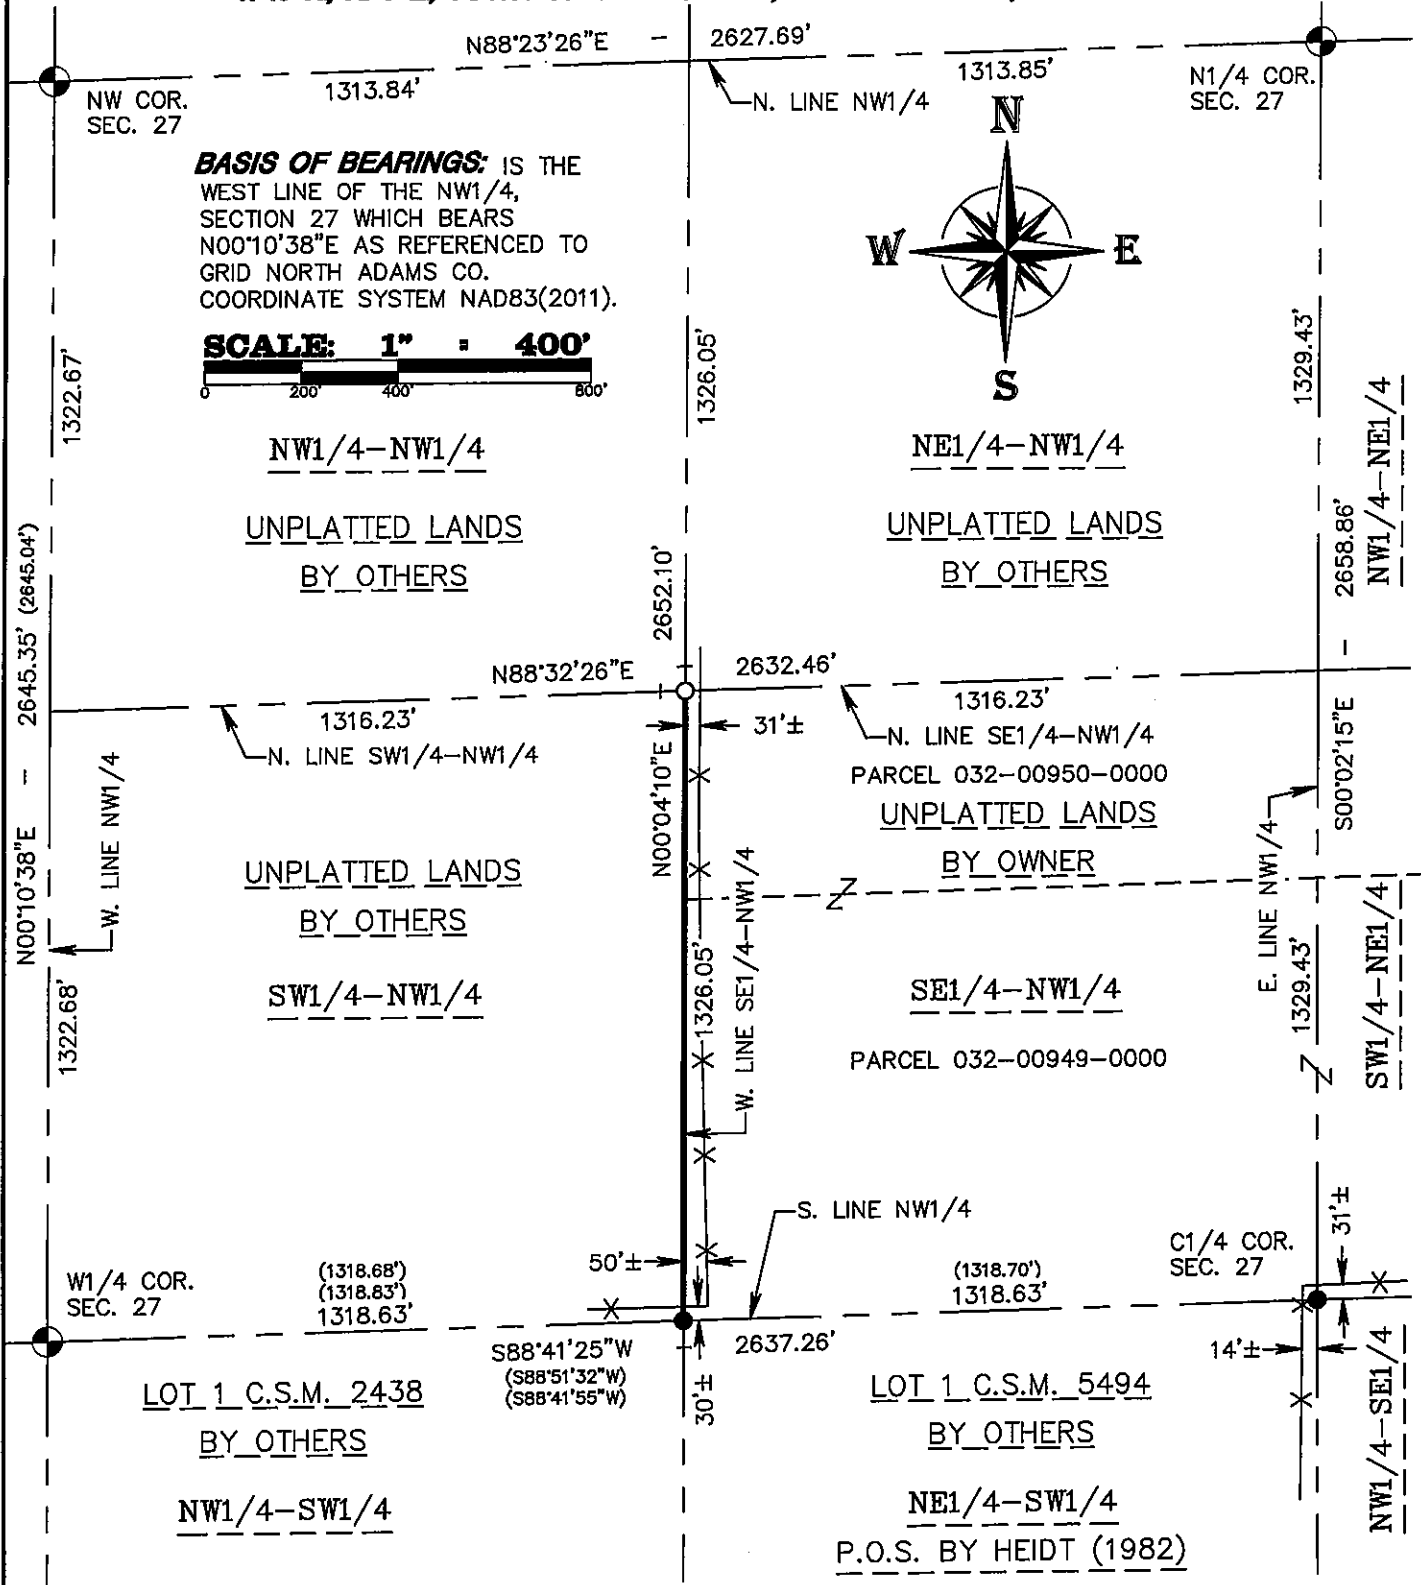 N88°23'26"E - 2627.69'
1313.84'
1313.85'
N. LINE NW1/4
NW COR.
SEC. 27
N1/4 COR.
SEC. 27
BASIS OF BEARINGS: IS THE
WEST LINE OF THE NW1/4,
SECTION 27 WHICH BEARS
N00°10'38"E AS REFERENCED TO
GRID NORTH ADAMS CO.
COORDINATE SYSTEM NAD83(2011).
N
W
E
S
SCALE: 1" = 400'
0 200' 400' 800'
1322.67'
1326.05'
1329.43'
NW1/4-NW1/4
UNPLATTED LANDS
BY OTHERS
NE1/4-NW1/4
UNPLATTED LANDS
BY OTHERS
NW1/4-NE1/4
N00°10'38"E - 2645.35' (2645.04')
2652.10'
S00°02'15"E - 2658.86'
N88°32'26"E
2632.46'
1316.23'
1316.23'
31'±
N. LINE SW1/4-NW1/4
N. LINE SE1/4-NW1/4
PARCEL 032-00950-0000
UNPLATTED LANDS
BY OWNER
W. LINE NW1/4
N00°04'10"E
W. LINE SE1/4-NW1/4
E. LINE NW1/4
UNPLATTED LANDS
BY OTHERS
SW1/4-NW1/4
1322.68'
1326.05'
SE1/4-NW1/4
PARCEL 032-00949-0000
1329.43'
SW1/4-NE1/4
S. LINE NW1/4
50'±
31'±
W1/4 COR.
SEC. 27
(1318.68')
(1318.83')
1318.63'
(1318.70')
1318.63'
C1/4 COR.
SEC. 27
S88°41'25"W
(S88°51'32"W)
(S88°41'55"W)
2637.26'
30'±
14'±
LOT 1 C.S.M. 2438
BY OTHERS
NW1/4-SW1/4
LOT 1 C.S.M. 5494
BY OTHERS
NE1/4-SW1/4
P.O.S. BY HEIDT (1982)
NW1/4-SE1/4